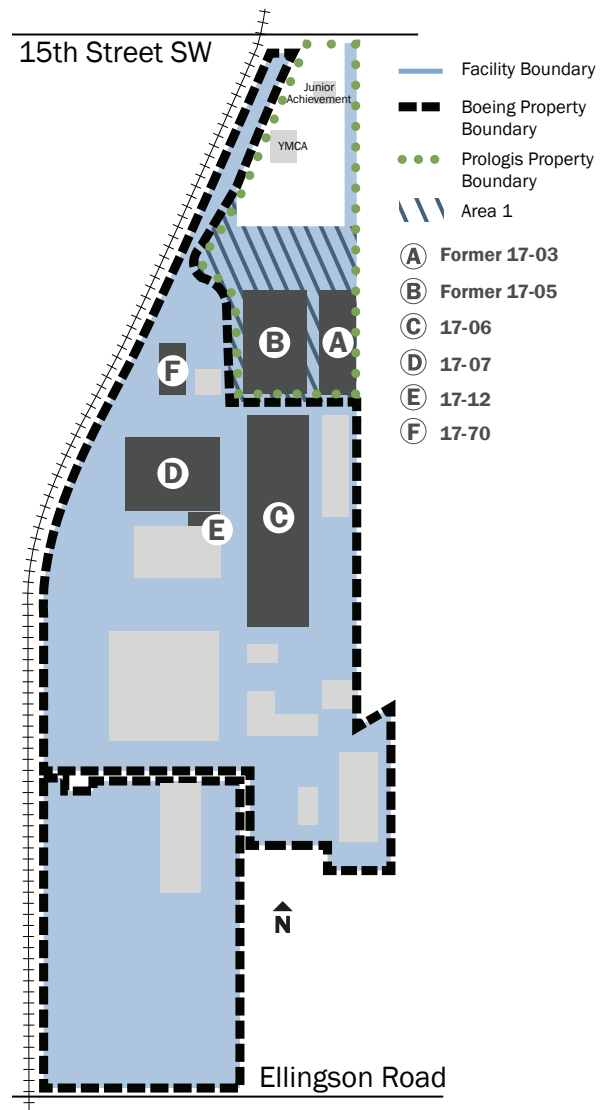 15th Street SW
Junior
Achievement
YMCA
Facility Boundary
Boeing Property
Boundary
Prologis Property
Boundary
Area 1
A Former 17-03
B Former 17-05
C 17-06
D 17-07
E 17-12
F 17-70
B
A
F
D
C
E
N
Ellingson Road